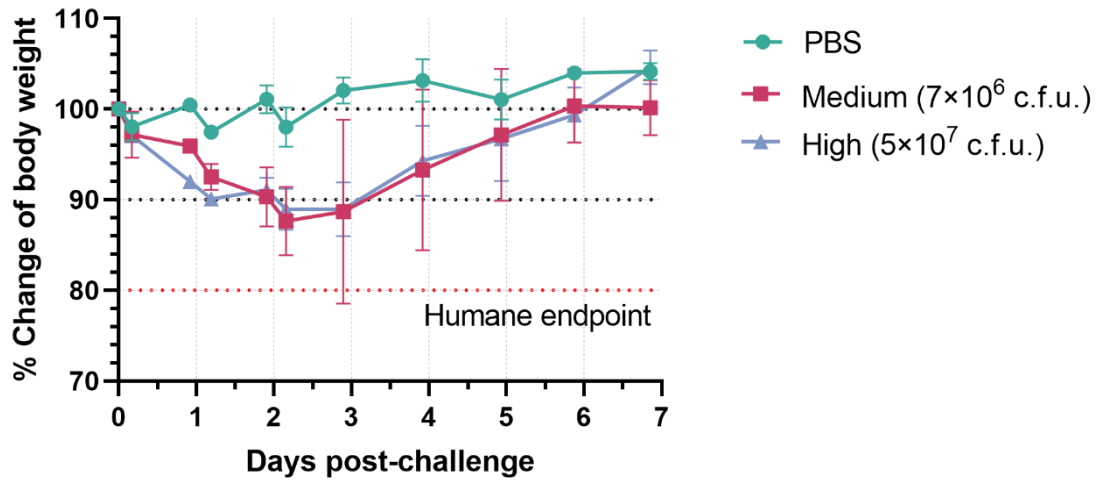 % Change of body weight
110
100
90
80
70
Humane endpoint
0 1 2 3 4 5 6 7
Days post-challenge
PBS
Medium (7×10⁶ c.f.u.)
High (5×10⁷ c.f.u.)